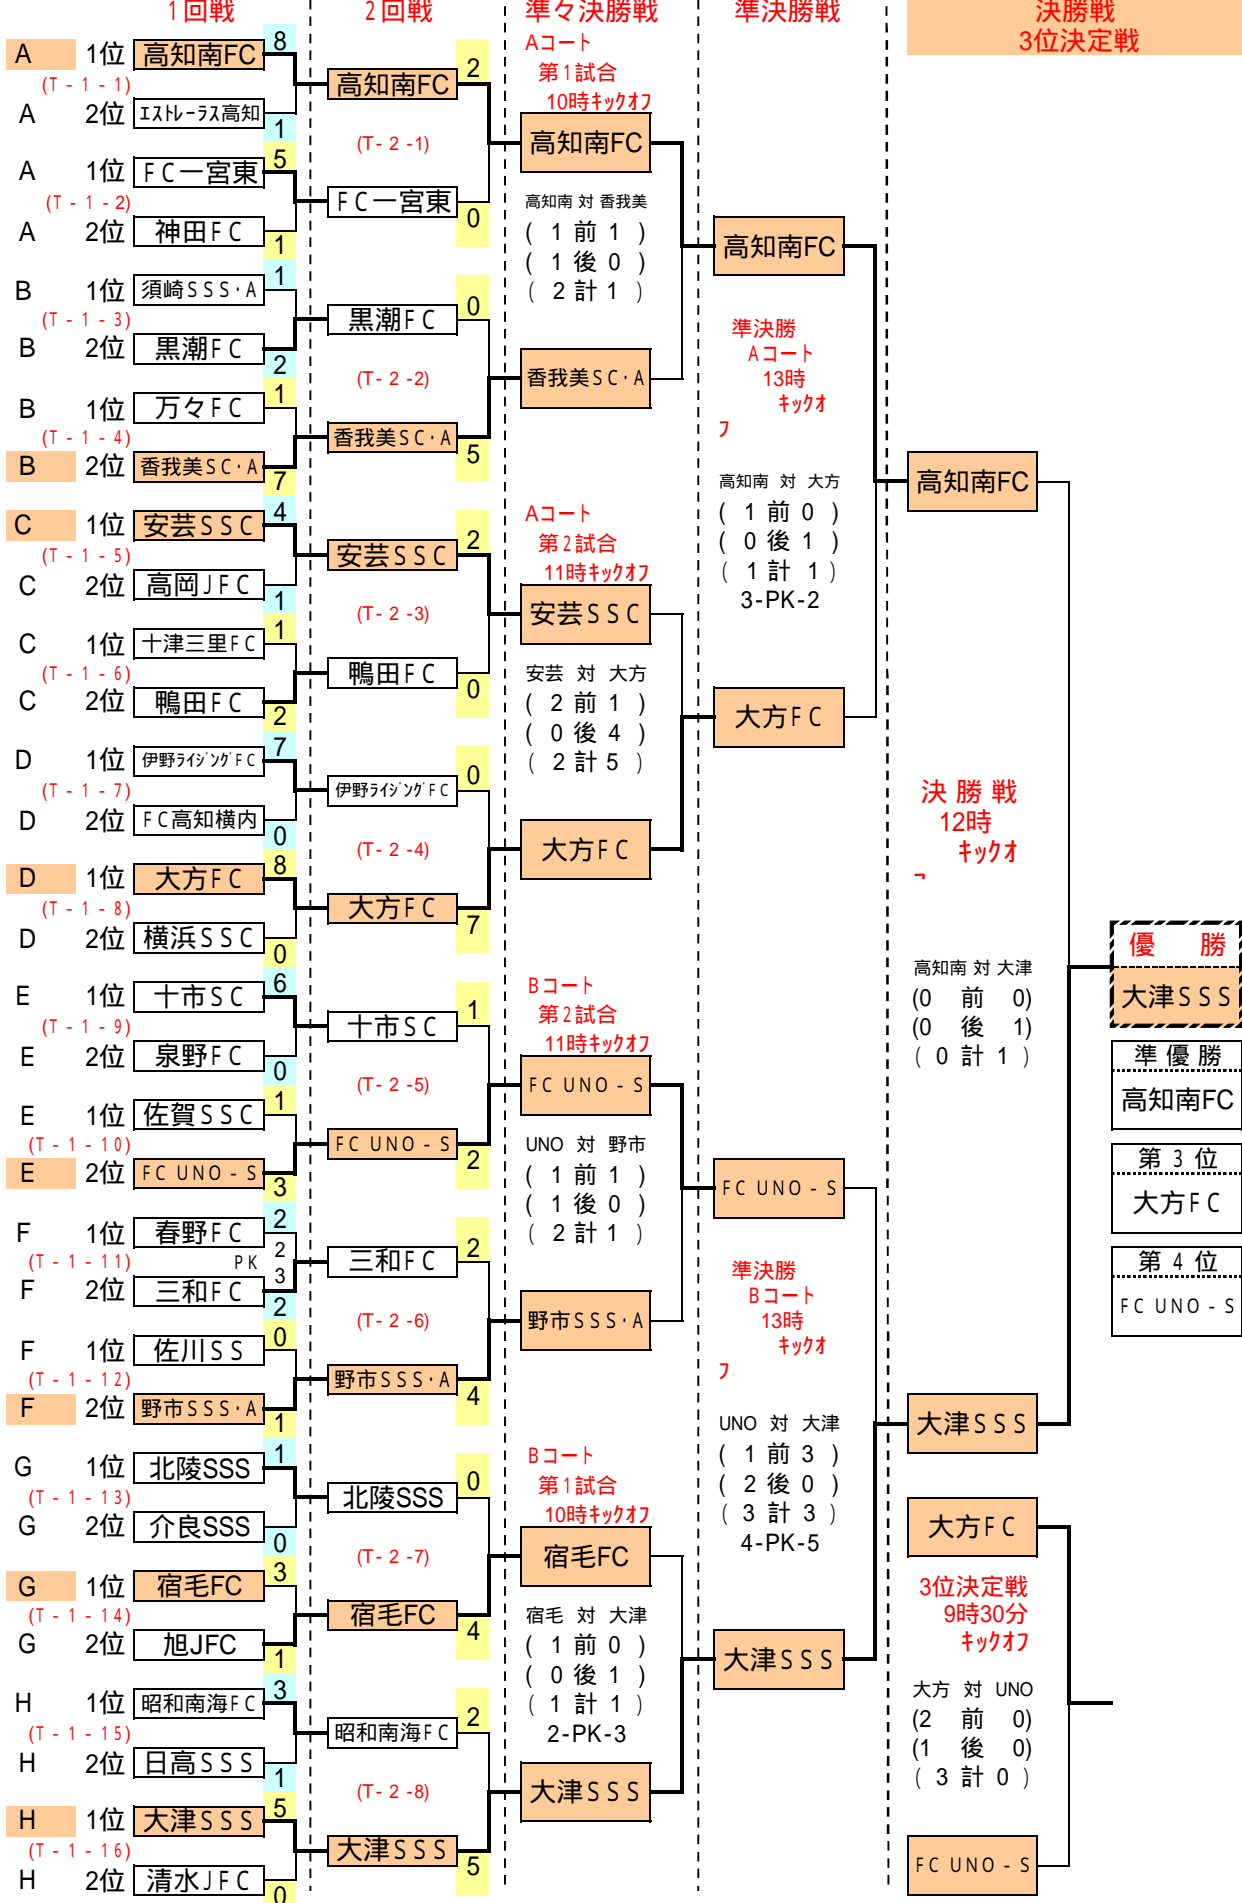 1回戦
2回戦
準々決勝戦
準決勝戦
決勝戦
3位決定戦
A 1位 高知南FC 8
(T - 1 - 1)
A 2位 エストレーラス高知 1
A 1位 FC一宮東 5
(T - 1 - 2)
A 2位 神田FC 1
B 1位 須崎SSS・A 1
(T - 1 - 3)
B 2位 黒潮FC 2
B 1位 万々FC 1
(T - 1 - 4)
B 2位 香我美SC・A 7
C 1位 安芸SSC 4
(T - 1 - 5)
C 2位 高岡JFC 1
C 1位 十津三里FC 1
(T - 1 - 6)
C 2位 鴨田FC 2
D 1位 伊野ライジングFC 7
(T - 1 - 7)
D 2位 FC高知横内 0
D 1位 大方FC 8
(T - 1 - 8)
D 2位 横浜SSC 0
E 1位 十市SC 6
(T - 1 - 9)
E 2位 泉野FC 0
E 1位 佐賀SSC 1
(T - 1 - 10)
E 2位 FC UNO - S 3
F 1位 春野FC 2
(T - 1 - 11) PK 2
3
F 2位 三和FC 2
F 1位 佐川SS 0
(T - 1 - 12)
F 2位 野市SSS・A 1
G 1位 北陵SSS 1
(T - 1 - 13)
G 2位 介良SSS 0
G 1位 宿毛FC 3
(T - 1 - 14)
G 2位 旭JFC 1
H 1位 昭和南海FC 3
(T - 1 - 15)
H 2位 日高SSS 1
H 1位 大津SSS 5
(T - 1 - 16)
H 2位 清水JFC 0
高知南FC 2
(T- 2 -1)
FC一宮東 0
黒潮FC 0
(T- 2 -2)
香我美SC・A 5
安芸SSC 2
(T- 2 -3)
鴨田FC 0
伊野ライジングFC 0
(T- 2 -4)
大方FC 7
十市SC 1
(T- 2 -5)
FC UNO - S 2
三和FC 2
(T- 2 -6)
野市SSS・A 4
北陵SSS 0
(T- 2 -7)
宿毛FC 4
昭和南海FC 2
(T- 2 -8)
大津SSS 5
Aコート
第1試合
10時キックオフ
高知南FC
高知南 対 香我美
( 1 前 1 )
( 1 後 0 )
( 2 計 1 )
香我美SC・A
Aコート
第2試合
11時キックオフ
安芸SSC
安芸 対 大方
( 2 前 1 )
( 0 後 4 )
( 2 計 5 )
大方FC
Bコート
第2試合
11時キックオフ
FC UNO - S
UNO 対 野市
( 1 前 1 )
( 1 後 0 )
( 2 計 1 )
野市SSS・A
Bコート
第1試合
10時キックオフ
宿毛FC
宿毛 対 大津
( 1 前 0 )
( 0 後 1 )
( 1 計 1 )
2-PK-3
大津SSS
高知南FC
準決勝
Aコート
13時
キックオ
フ
高知南 対 大方
( 1 前 0 )
( 0 後 1 )
( 1 計 1 )
3-PK-2
大方FC
FC UNO - S
準決勝
Bコート
13時
キックオ
フ
UNO 対 大津
( 1 前 3 )
( 2 後 0 )
( 3 計 3 )
4-PK-5
大津SSS
高知南FC
決 勝 戦
12時
キックオ
フ
高知南 対 大津
(0 前 0)
(0 後 1)
( 0 計 1 )
大津SSS
大方FC
3位決定戦
9時30分
キックオフ
大方 対 UNO
(2 前 0)
(1 後 0)
( 3 計 0 )
FC UNO - S
優 勝
大津SSS
準 優 勝
高知南FC
第 3 位
大方FC
第 4 位
FC UNO - S